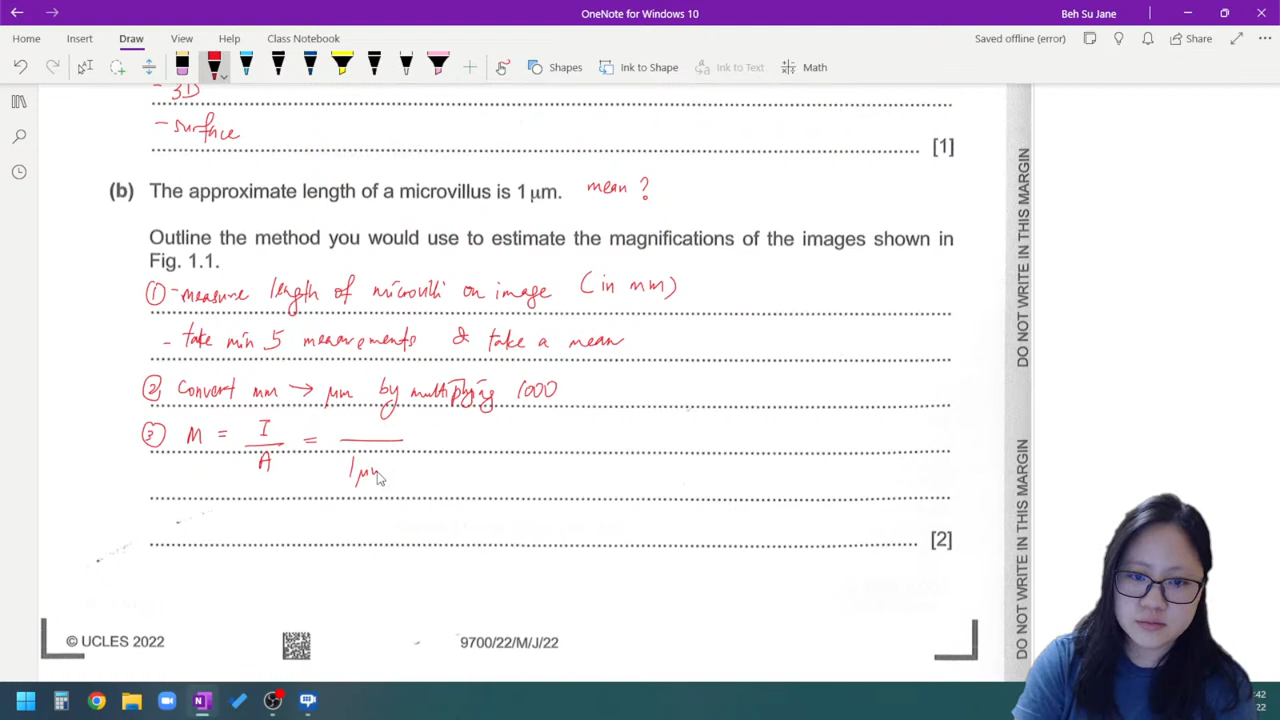 OneNote for Windows 10
Beh Su Jane
Home Insert Draw View Help Class Notebook
Saved offline (error) Share
Shapes Ink to Shape Ink to Text Math
- 3D
- surface
[1]
(b) The approximate length of a microvillus is 1 μm. mean ?
Outline the method you would use to estimate the magnifications of the images shown in
Fig. 1.1.
① - measure length of microvilli on image (in mm)
- take min 5 measurements & take a mean
② Convert mm → μm by multiplying 1000
③ M = I/A = /1μm
[2]
© UCLES 2022
9700/22/M/J/22
DO NOT WRITE IN THIS MARGIN
DO NOT WRITE IN THIS MARGIN
:42
22